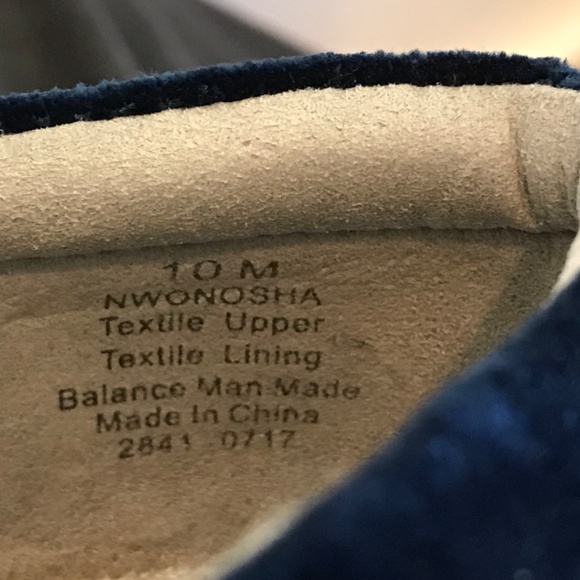 10 M
NWONOSHA
Textile Upper
Textile Lining
Balance Man Made
Made In China
2841 0717